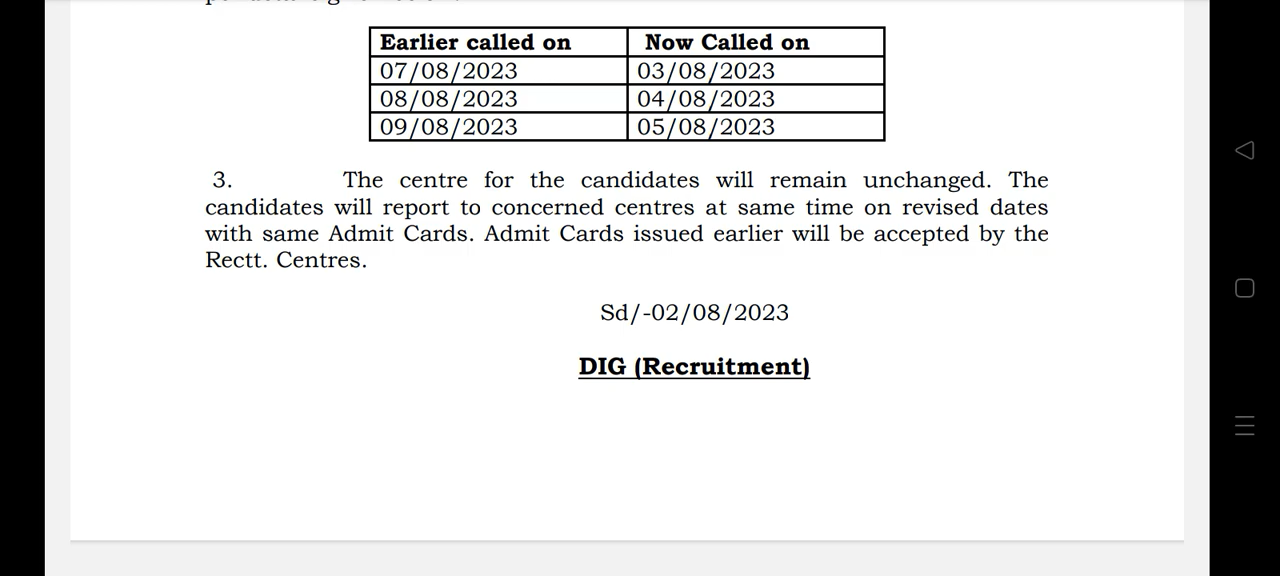 Earlier called on Now Called on
07/08/2023 03/08/2023
08/08/2023 04/08/2023
09/08/2023 05/08/2023
3. The centre for the candidates will remain unchanged. The
candidates will report to concerned centres at same time on revised dates
with same Admit Cards. Admit Cards issued earlier will be accepted by the
Rectt. Centres.
Sd/-02/08/2023
DIG (Recruitment)